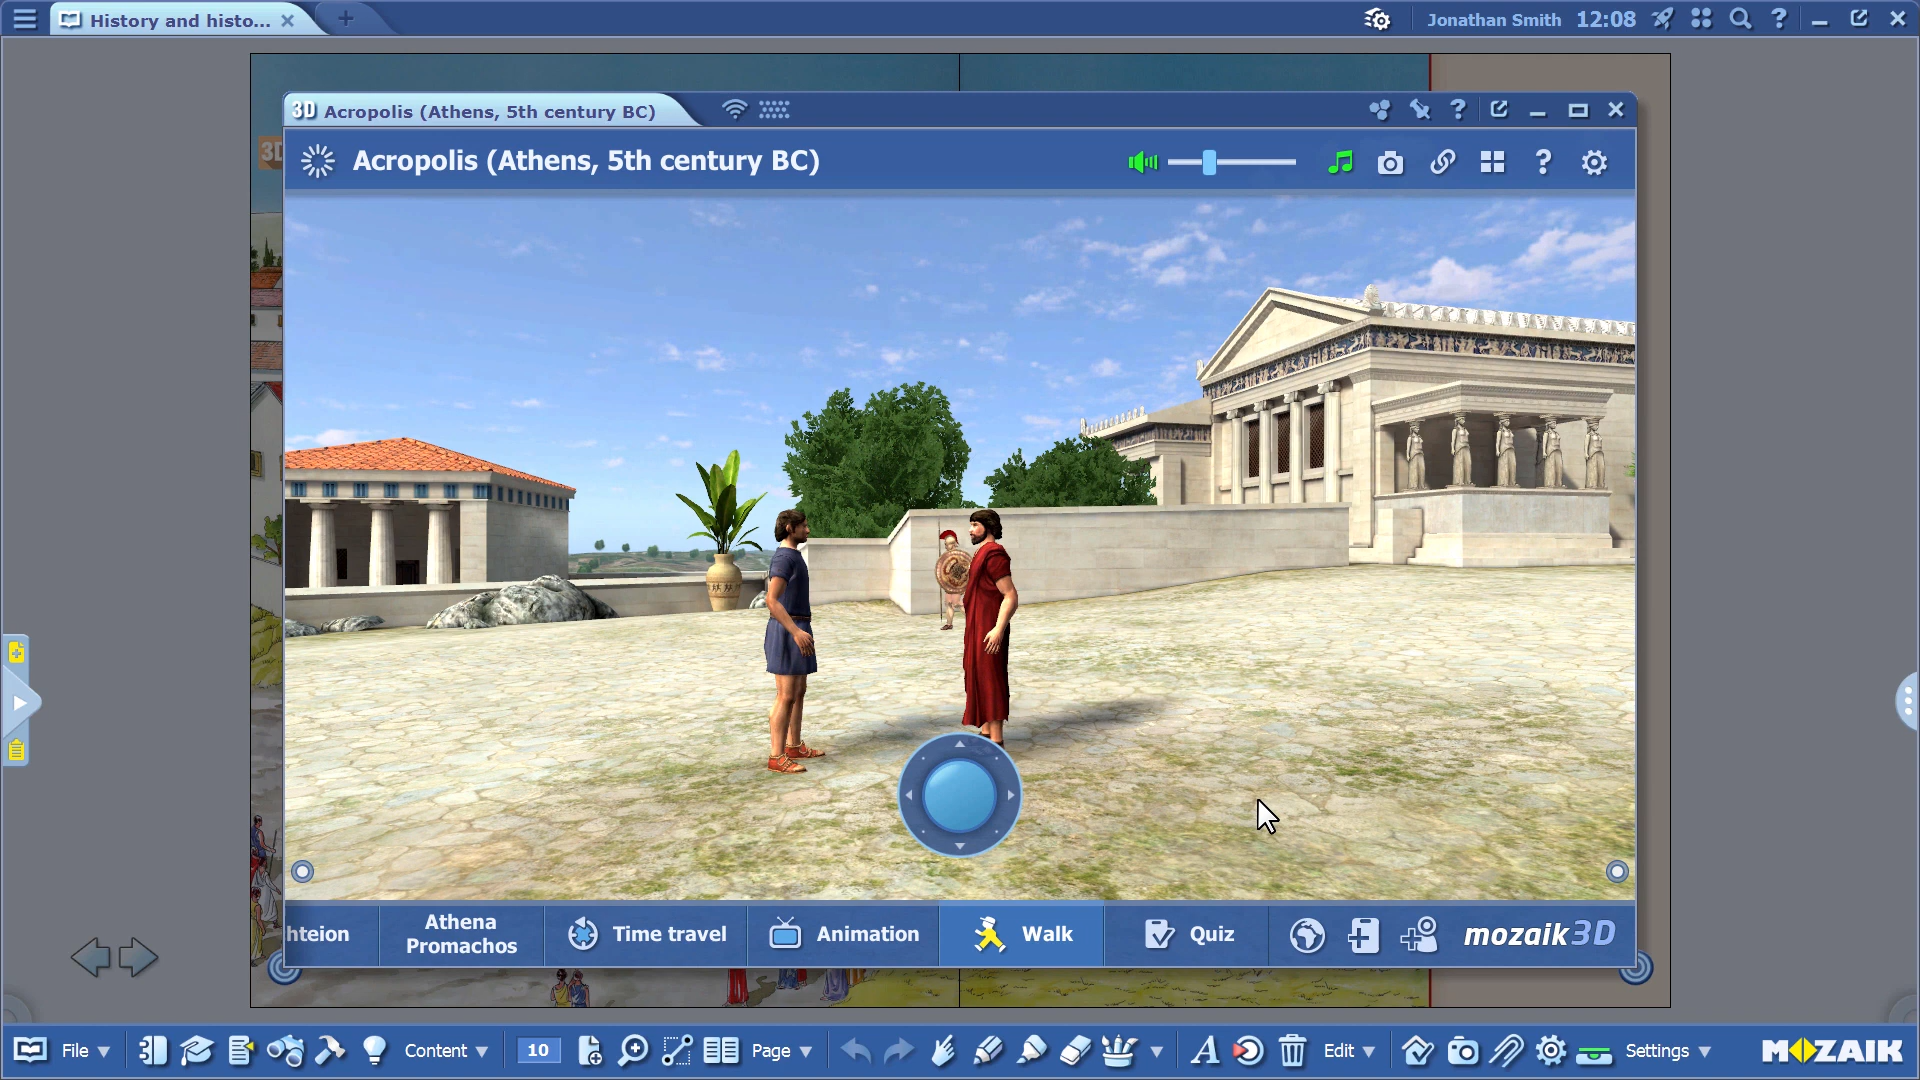 History and histo...
Jonathan Smith 12:08
3D
3D Acropolis (Athens, 5th century BC)
Acropolis (Athens, 5th century BC)
hteion
Athena
Promachos
Time travel
Animation
Walk
Quiz
mozaik3D
File
Content
10
Page
Edit
Settings
MOZAIK